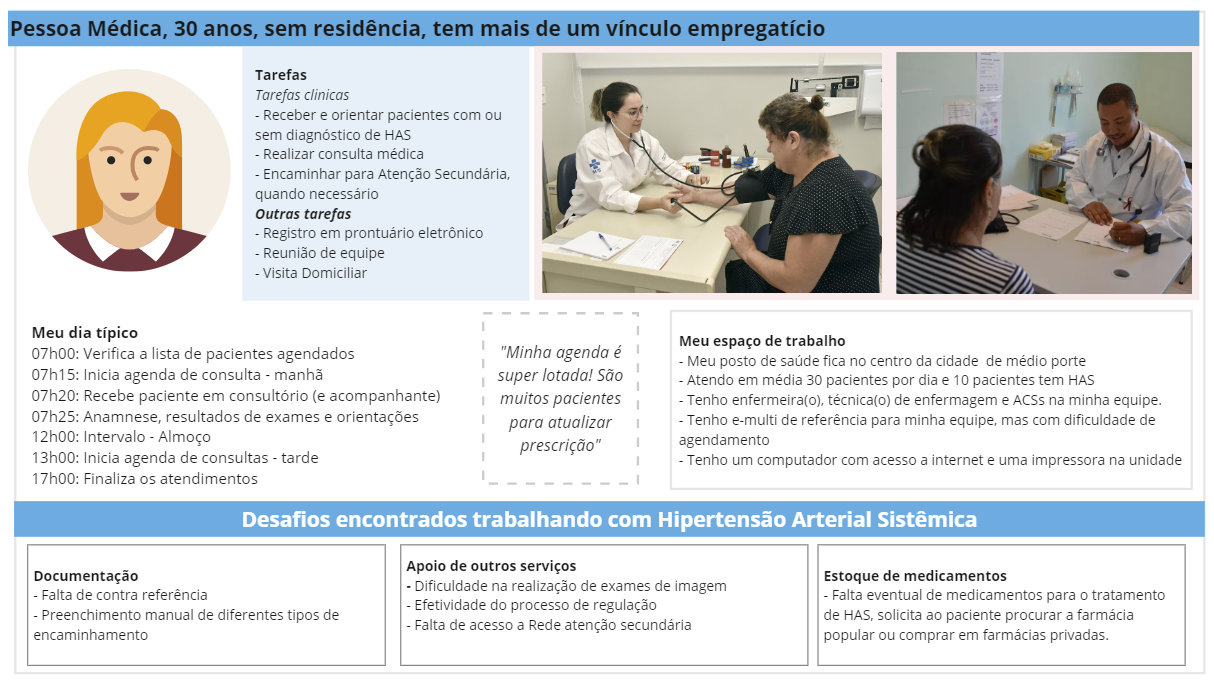 Pessoa Médica, 30 anos, sem residência, tem mais de um vínculo empregatício
Tarefas
Tarefas clinicas
- Receber e orientar pacientes com ou
sem diagnóstico de HAS
- Realizar consulta médica
- Encaminhar para Atenção Secundária,
quando necessário
Outras tarefas
- Registro em prontuário eletrônico
- Reunião de equipe
- Visita Domiciliar
Meu dia típico
07h00: Verifica a lista de pacientes agendados
07h15: Inicia agenda de consulta - manhã
07h20: Recebe paciente em consultório (e acompanhante)
07h25: Anamnese, resultados de exames e orientações
12h00: Intervalo - Almoço
13h00: Inicia agenda de consultas - tarde
17h00: Finaliza os atendimentos
"Minha agenda é
super lotada! São
muitos pacientes
para atualizar
prescrição"
Meu espaço de trabalho
- Meu posto de saúde fica no centro da cidade de médio porte
- Atendo em média 30 pacientes por dia e 10 pacientes tem HAS
- Tenho enfermeira(o), técnica(o) de enfermagem e ACSs na minha equipe.
- Tenho e-multi de referência para minha equipe, mas com dificuldade de
agendamento
- Tenho um computador com acesso a internet e uma impressora na unidade
Desafios encontrados trabalhando com Hipertensão Arterial Sistêmica
Documentação
- Falta de contra referência
- Preenchimento manual de diferentes tipos de
encaminhamento
Apoio de outros serviços
- Dificuldade na realização de exames de imagem
- Efetividade do processo de regulação
- Falta de acesso a Rede atenção secundária
Estoque de medicamentos
- Falta eventual de medicamentos para o tratamento
de HAS, solicita ao paciente procurar a farmácia
popular ou comprar em farmácias privadas.